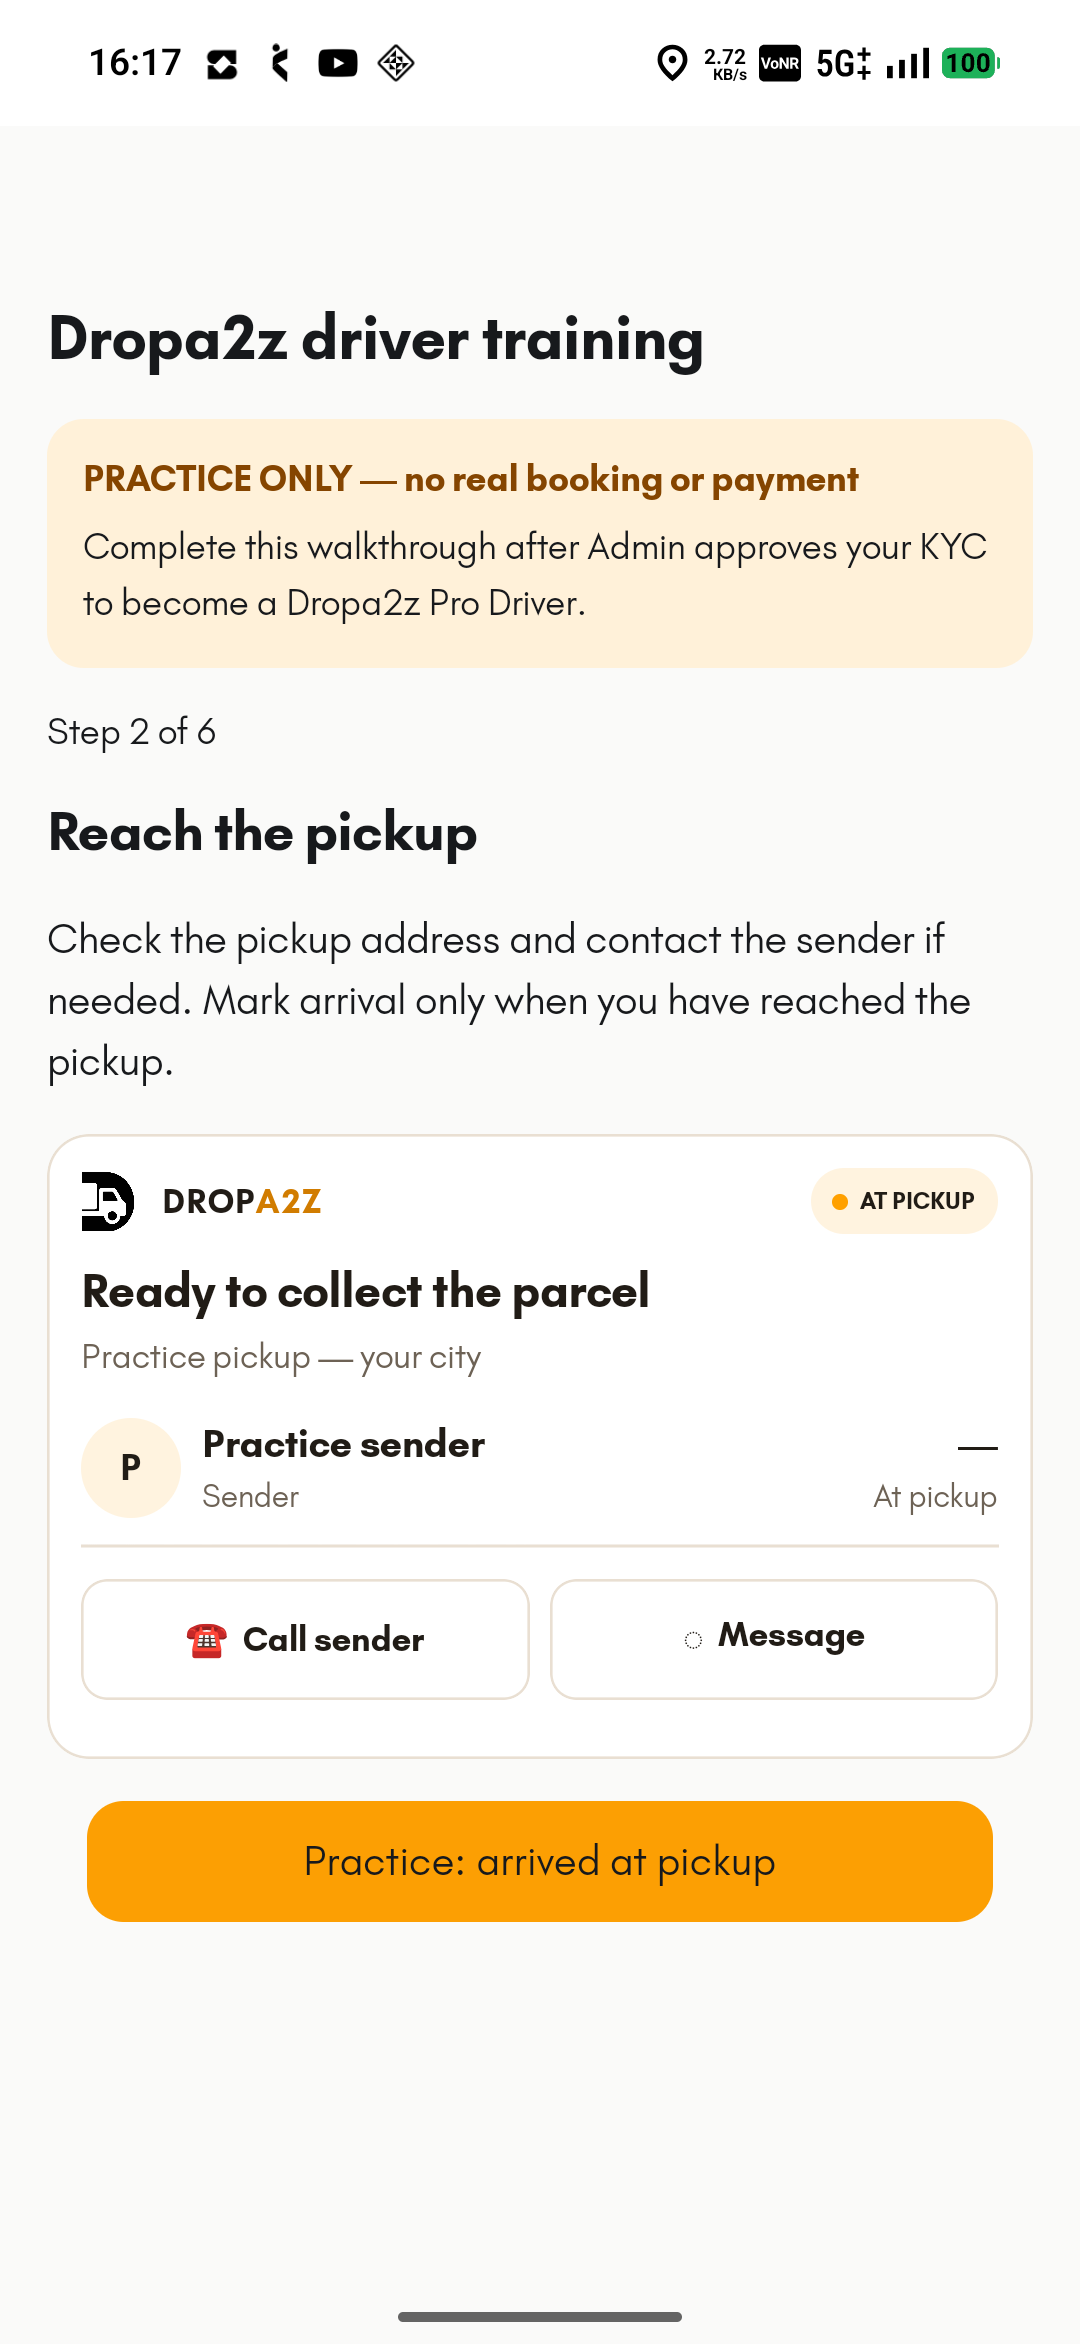 16:17
2.72
KB/s
VoNR
5G
100
Dropa2z driver training
PRACTICE ONLY — no real booking or payment
Complete this walkthrough after Admin approves your KYC
to become a Dropa2z Pro Driver.
Step 2 of 6
Reach the pickup
Check the pickup address and contact the sender if
needed. Mark arrival only when you have reached the
pickup.
DROPA2Z
AT PICKUP
Ready to collect the parcel
Practice pickup — your city
P
Practice sender
—
Sender
At pickup
Call sender
Message
Practice: arrived at pickup